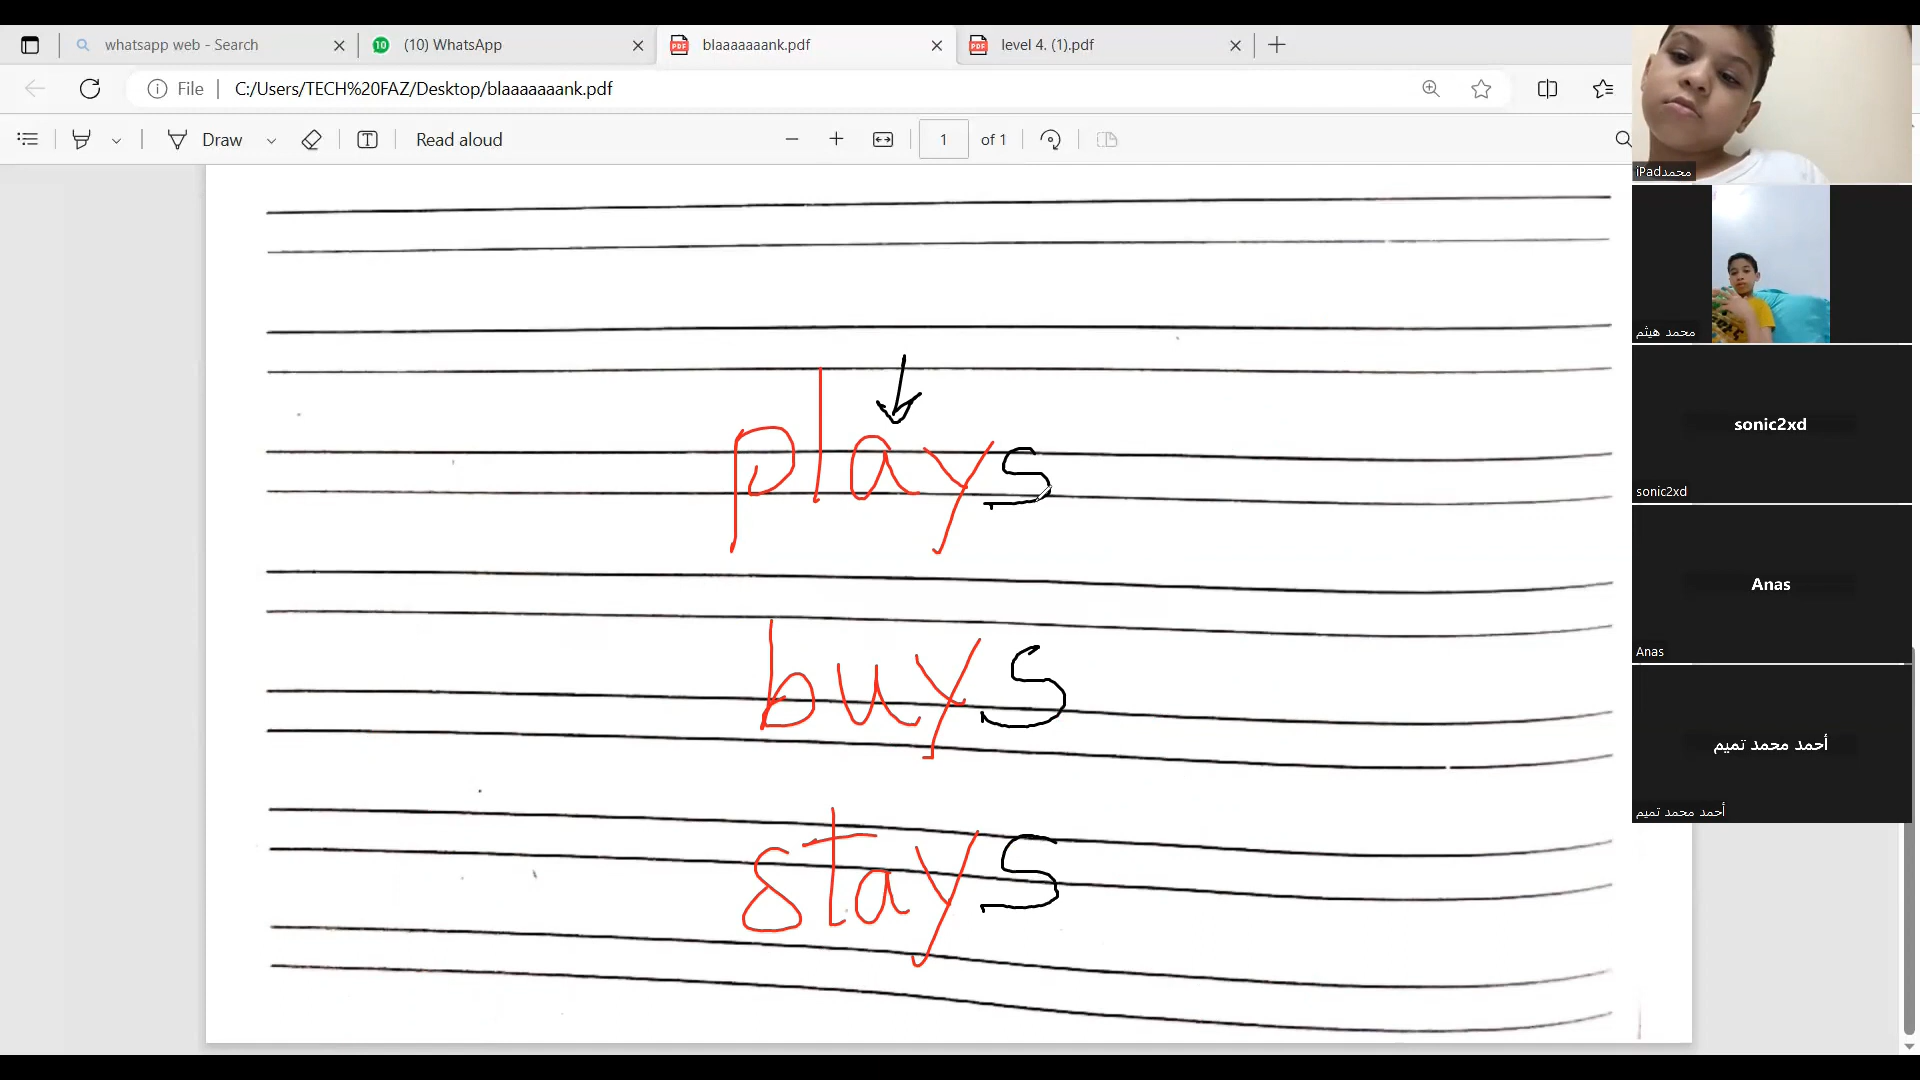 whatsapp web - Search
(10) WhatsApp
blaaaaaaank.pdf
level 4. (1).pdf
File
C:/Users/TECH%20FAZ/Desktop/blaaaaaaank.pdf
Draw
Read aloud
1 of 1
plays
buys
stays
iPadمحمد
محمد هيثم
sonic2xd
sonic2xd
Anas
Anas
أحمد محمد تميم
أحمد محمد تميم